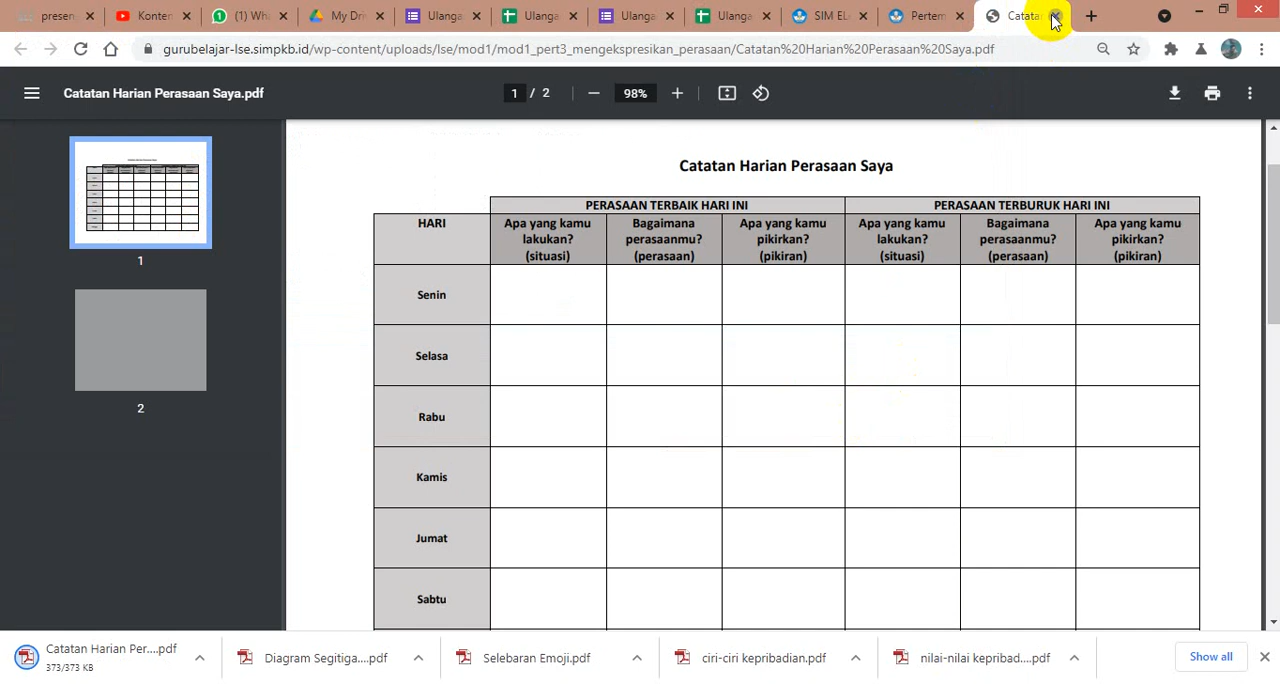 presen
Konten
(1) Wha
My Driv
Ulanga
Ulanga
Ulanga
Ulanga
SIM EL
Pertem
Catata
gurubelajar-lse.simpkb.id/wp-content/uploads/lse/mod1/mod1_pert3_mengekspresikan_perasan/Catatan%20Harian%20Perasaan%20Saya.pdf
Catatan Harian Perasaan Saya.pdf
1 / 2
98%
1
2
Catatan Harian Perasaan Saya
PERASAAN TERBAIK HARI INI
PERASAAN TERBURUK HARI INI
HARI
Apa yang kamu
lakukan?
(situasi)
Bagaimana
perasaanmu?
(perasaan)
Apa yang kamu
pikirkan?
(pikiran)
Apa yang kamu
lakukan?
(situasi)
Bagaimana
perasaanmu?
(perasaan)
Apa yang kamu
pikirkan?
(pikiran)
Senin
Selasa
Rabu
Kamis
Jumat
Sabtu
Catatan Harian Per....pdf
373/373 KB
Diagram Segitiga....pdf
Selebaran Emoji.pdf
ciri-ciri kepribadian.pdf
nilai-nilai kepribad....pdf
Show all